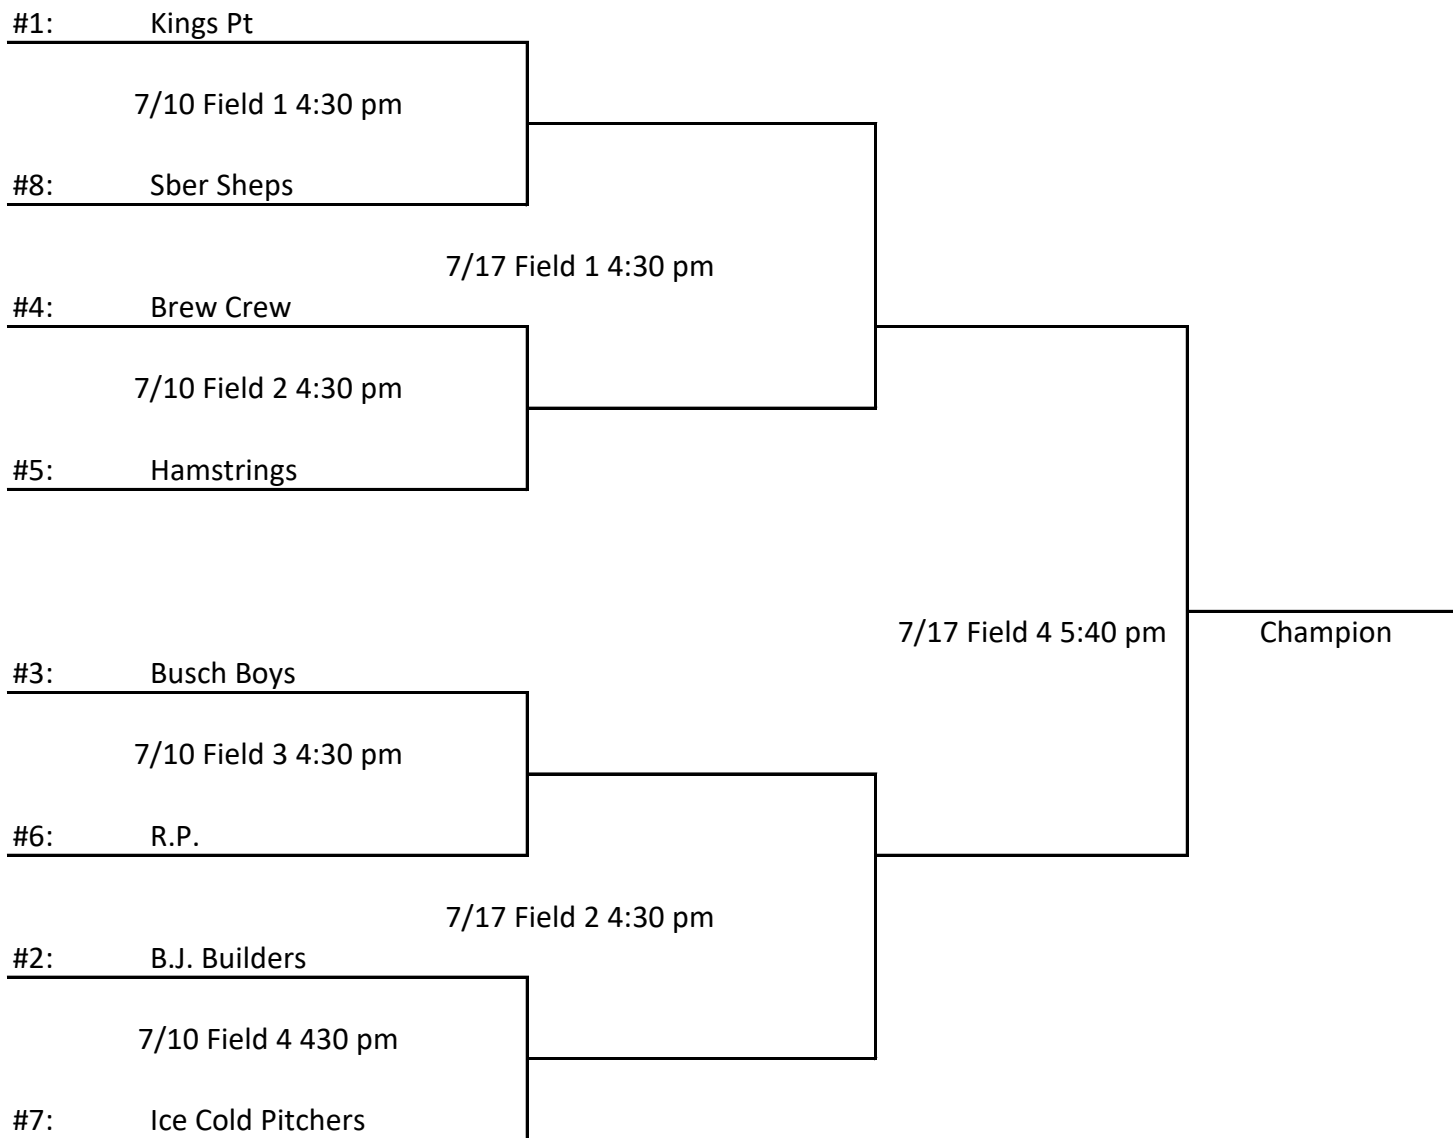 #1: Kings Pt
7/10 Field 1 4:30 pm
#8: Sber Sheps
7/17 Field 1 4:30 pm
#4: Brew Crew
7/10 Field 2 4:30 pm
#5: Hamstrings
7/17 Field 4 5:40 pm Champion
#3: Busch Boys
7/10 Field 3 4:30 pm
#6: R.P.
7/17 Field 2 4:30 pm
#2: B.J. Builders
7/10 Field 4 430 pm
#7: Ice Cold Pitchers